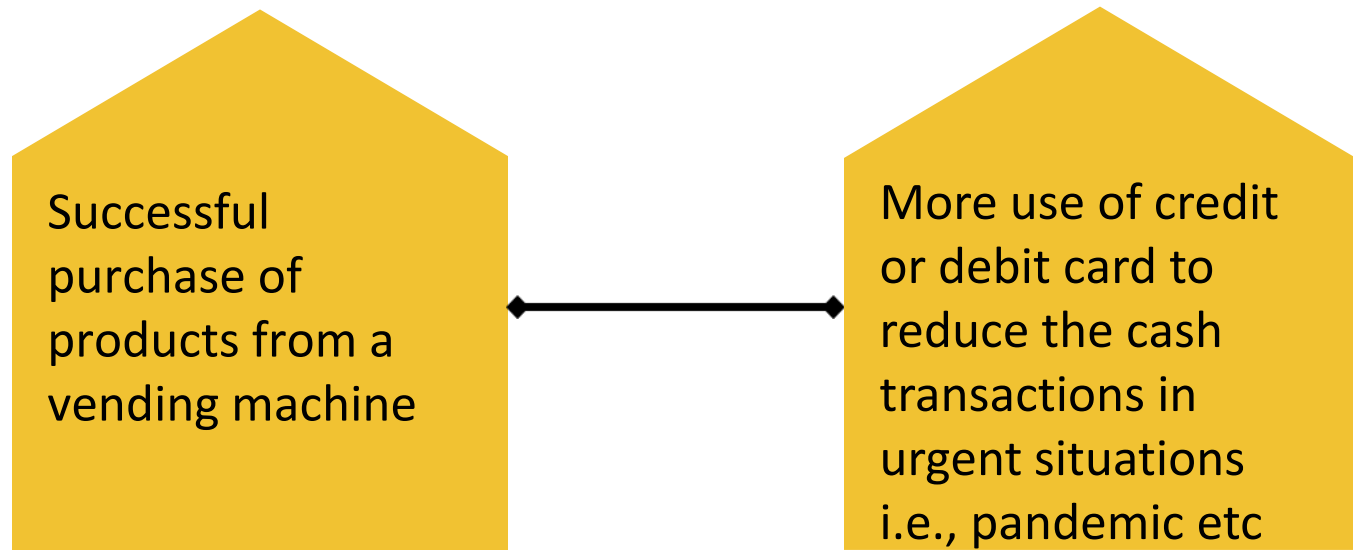 Successful
purchase of
products from a
vending machine
More use of credit
or debit card to
reduce the cash
transactions in
urgent situations
i.e., pandemic etc